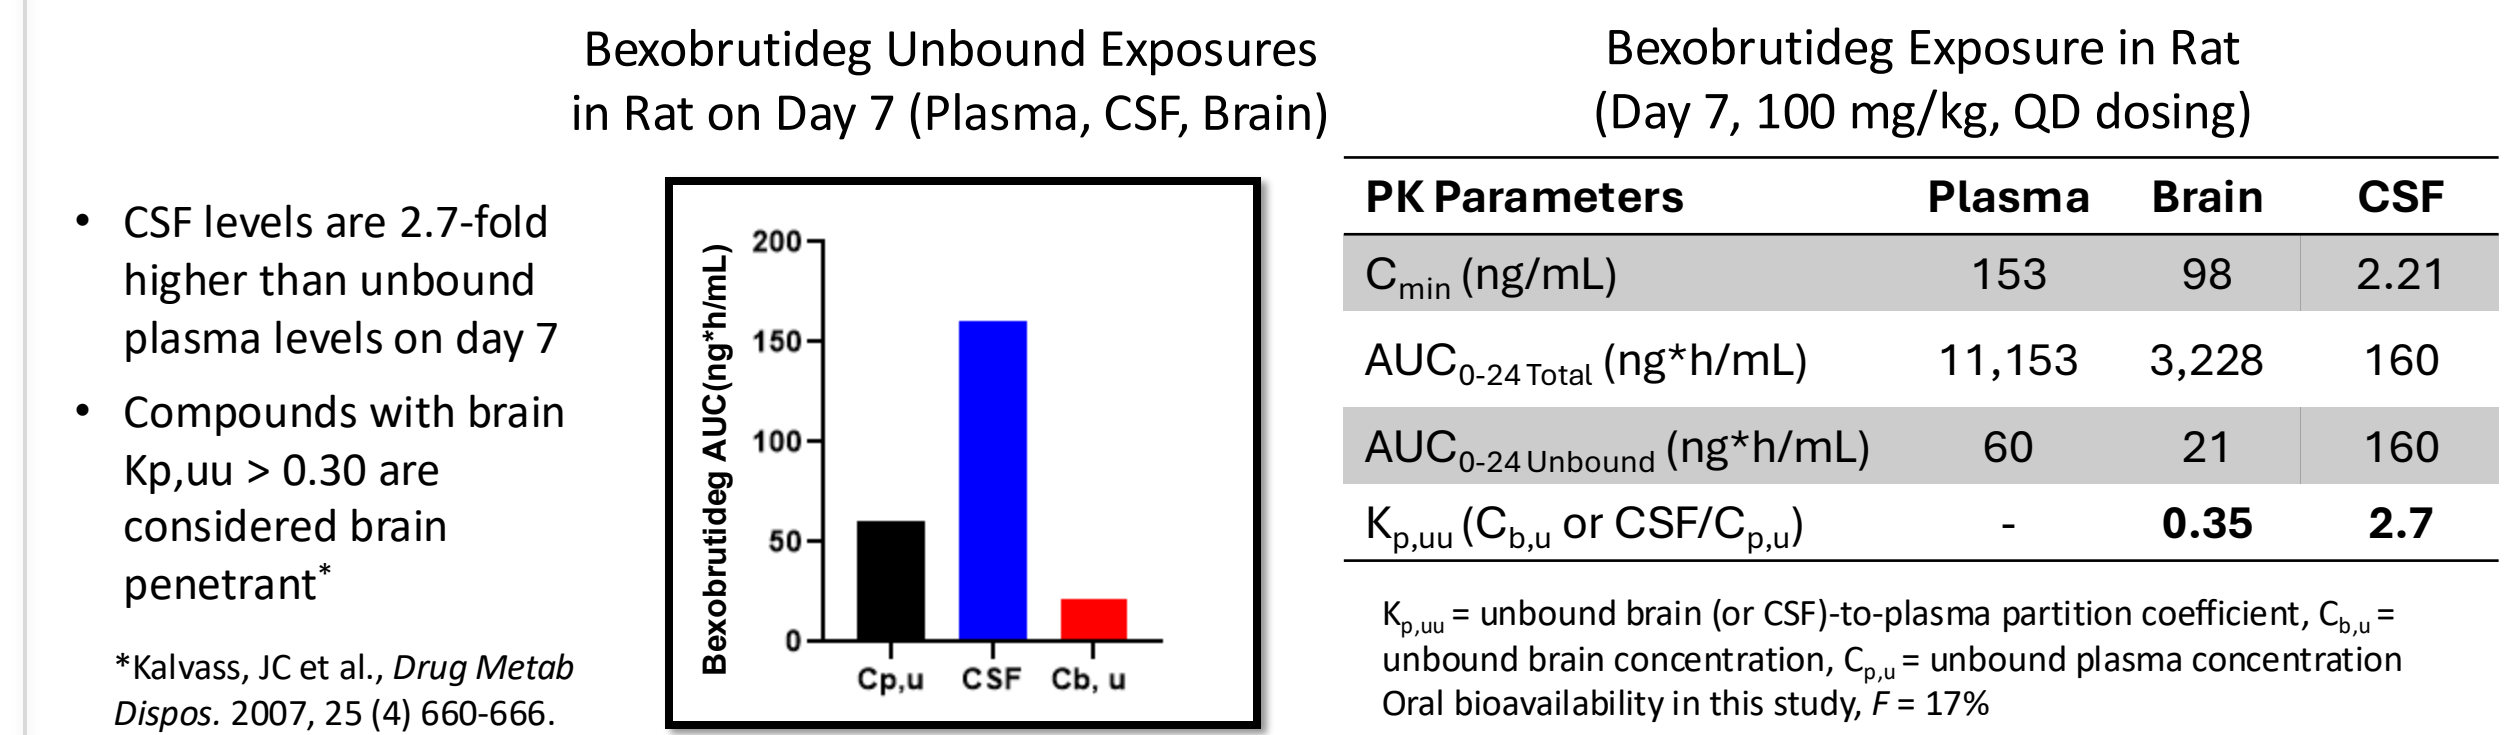 Bexobrutideg Unbound Exposures
in Rat on Day 7 (Plasma, CSF, Brain)
• CSF levels are 2.7-fold
higher than unbound
plasma levels on day 7
• Compounds with brain
Kp,uu > 0.30 are
considered brain
penetrant*
*Kalvass, JC et al., Drug Metab
Dispos. 2007, 25 (4) 660-666.
Bexobrutideg AUC(ng*h/mL)
200
150
100
50
0
Cp,u CSF Cb, u
Bexobrutideg Exposure in Rat
(Day 7, 100 mg/kg, QD dosing)
PK Parameters Plasma Brain CSF
Cmin (ng/mL) 153 98 2.21
AUC0-24 Total (ng*h/mL) 11,153 3,228 160
AUC0-24 Unbound (ng*h/mL) 60 21 160
Kp,uu (Cb,u or CSF/Cp,u) - 0.35 2.7
Kp,uu = unbound brain (or CSF)-to-plasma partition coefficient, Cb,u =
unbound brain concentration, Cp,u = unbound plasma concentration
Oral bioavailability in this study, F = 17%